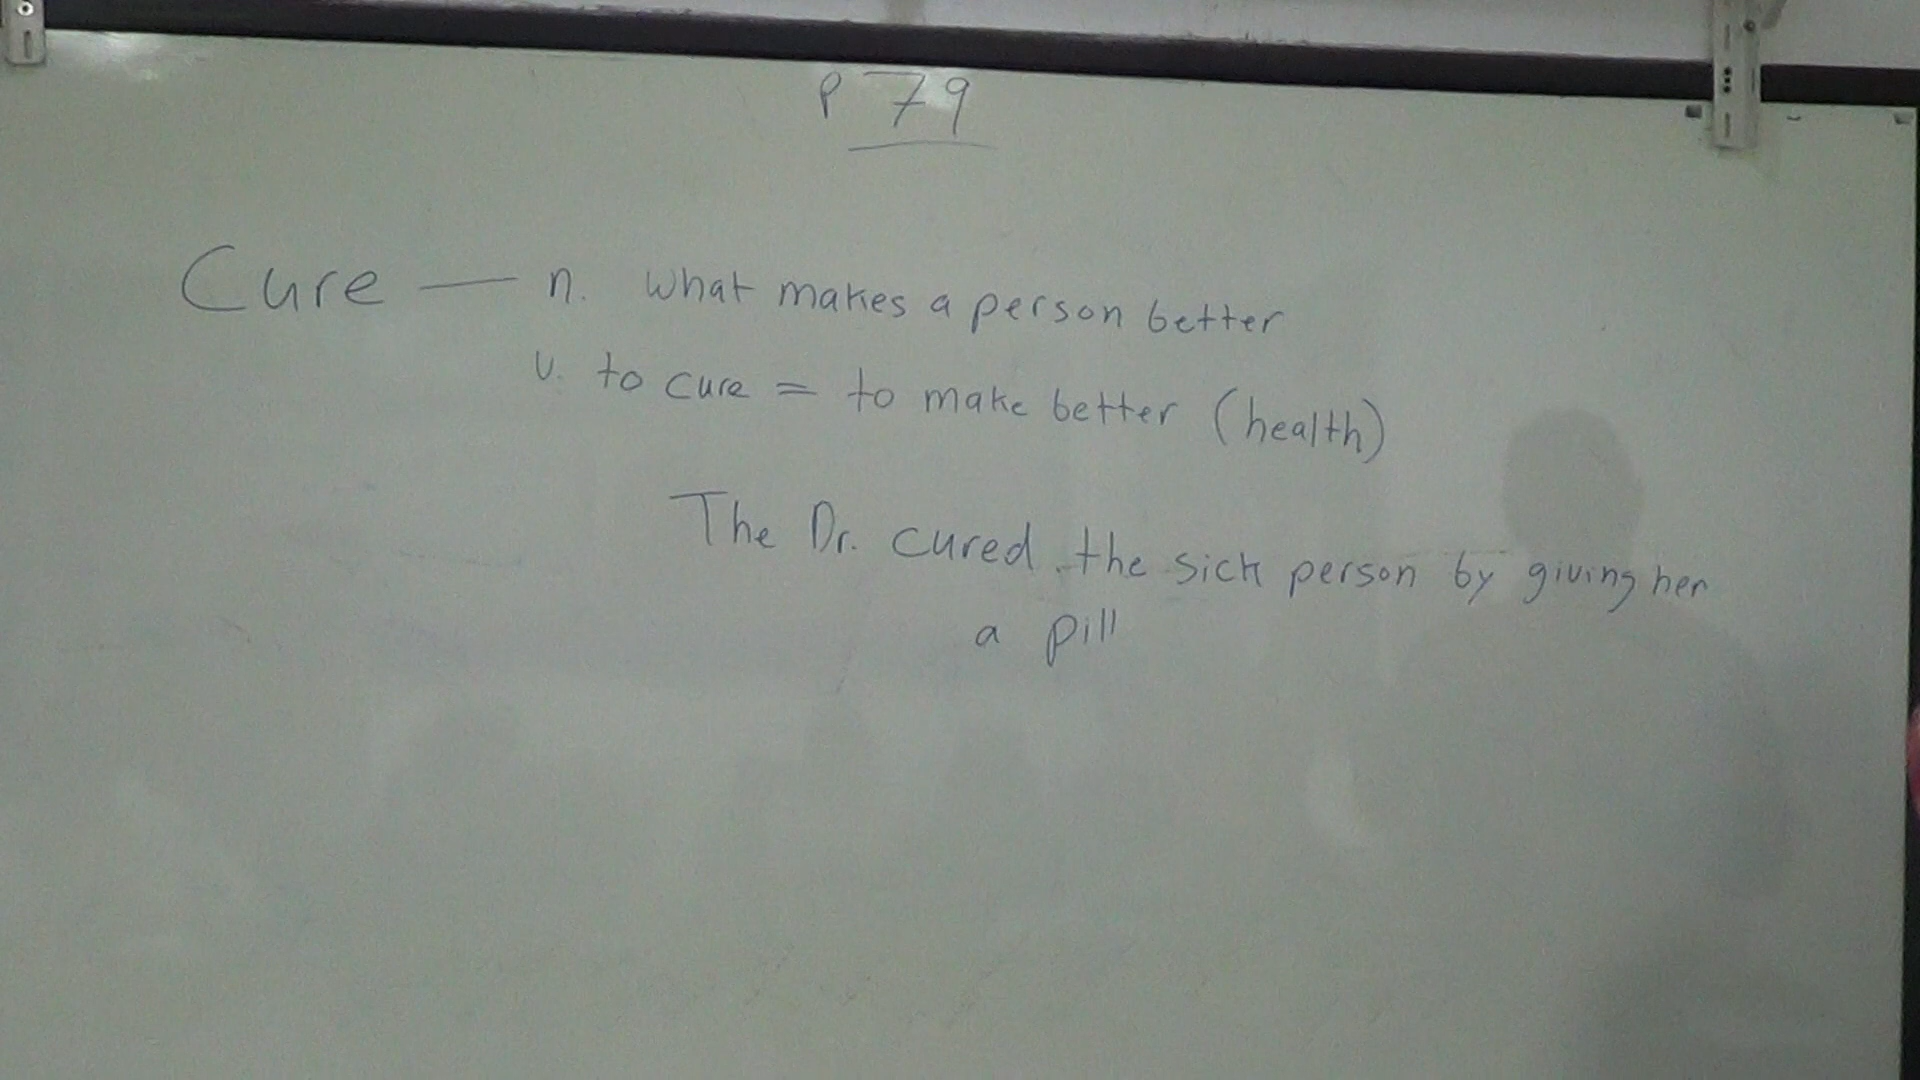 P 79
Cure — n. what makes a person better
v. to cure = to make better (health)
The Dr. cured the sick person by giving her
a pill